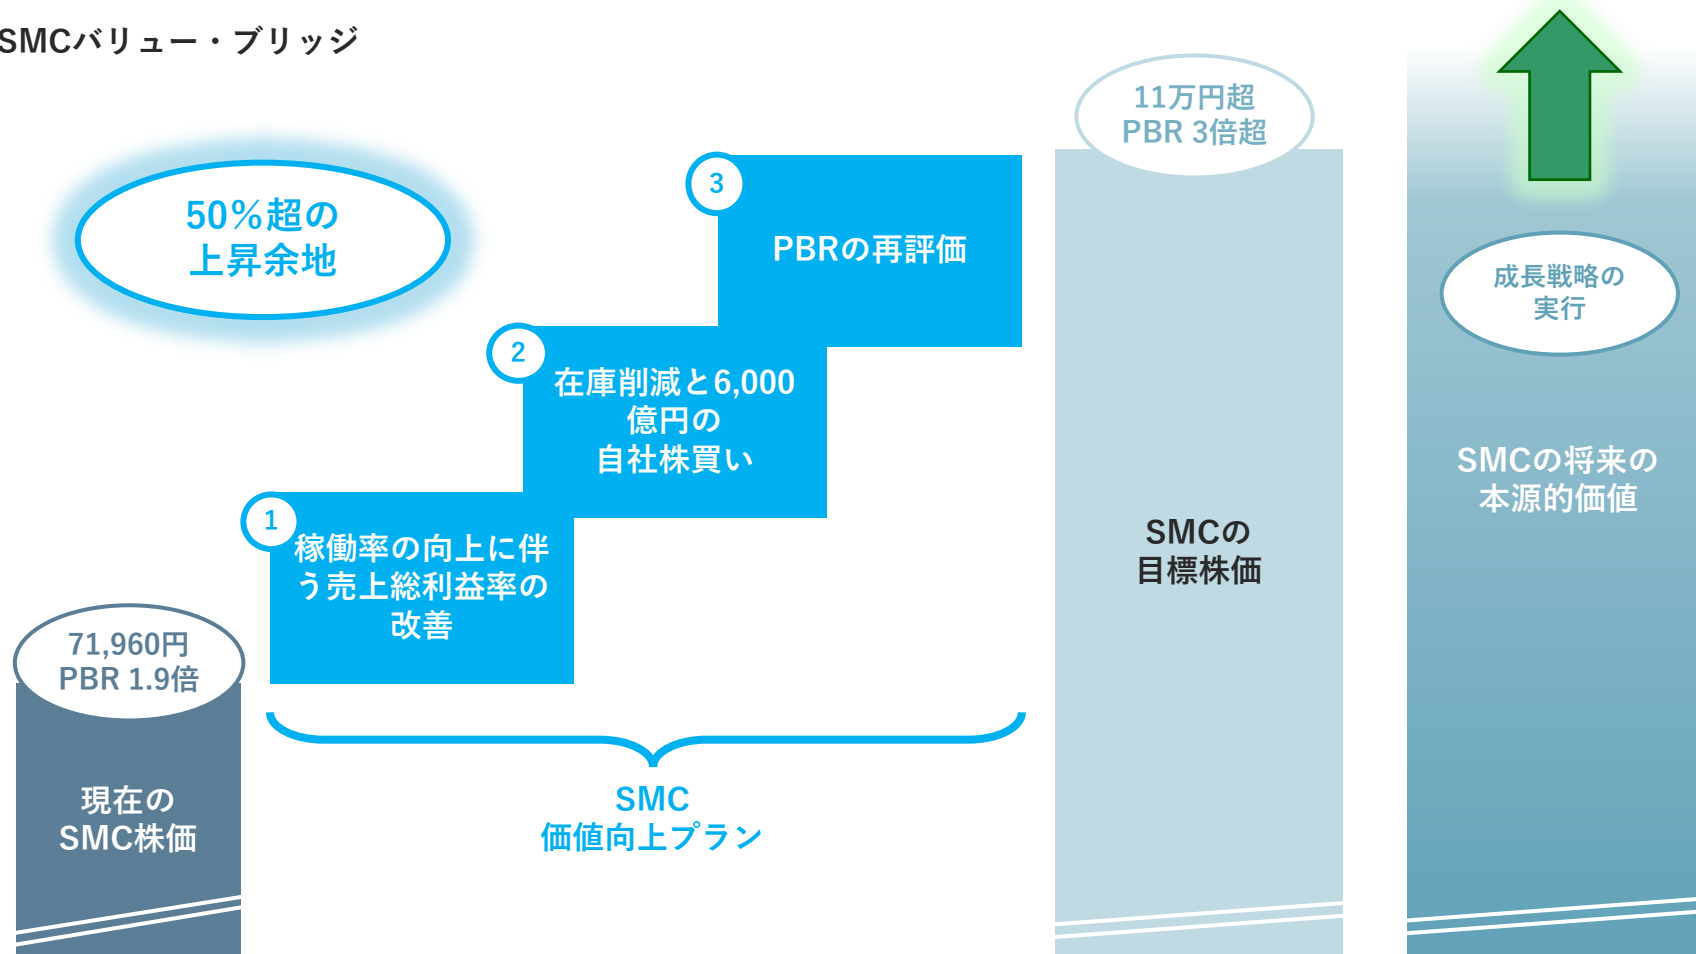 SMCバリュー・ブリッジ
50%超の
上昇余地
71,960円
PBR 1.9倍
現在の
SMC株価
1
稼働率の向上に伴
う売上総利益率の
改善
2
在庫削減と6,000
億円の
自社株買い
3
PBRの再評価
SMC
価値向上プラン
11万円超
PBR 3倍超
SMCの
目標株価
成長戦略の
実行
SMCの将来の
本源的価値